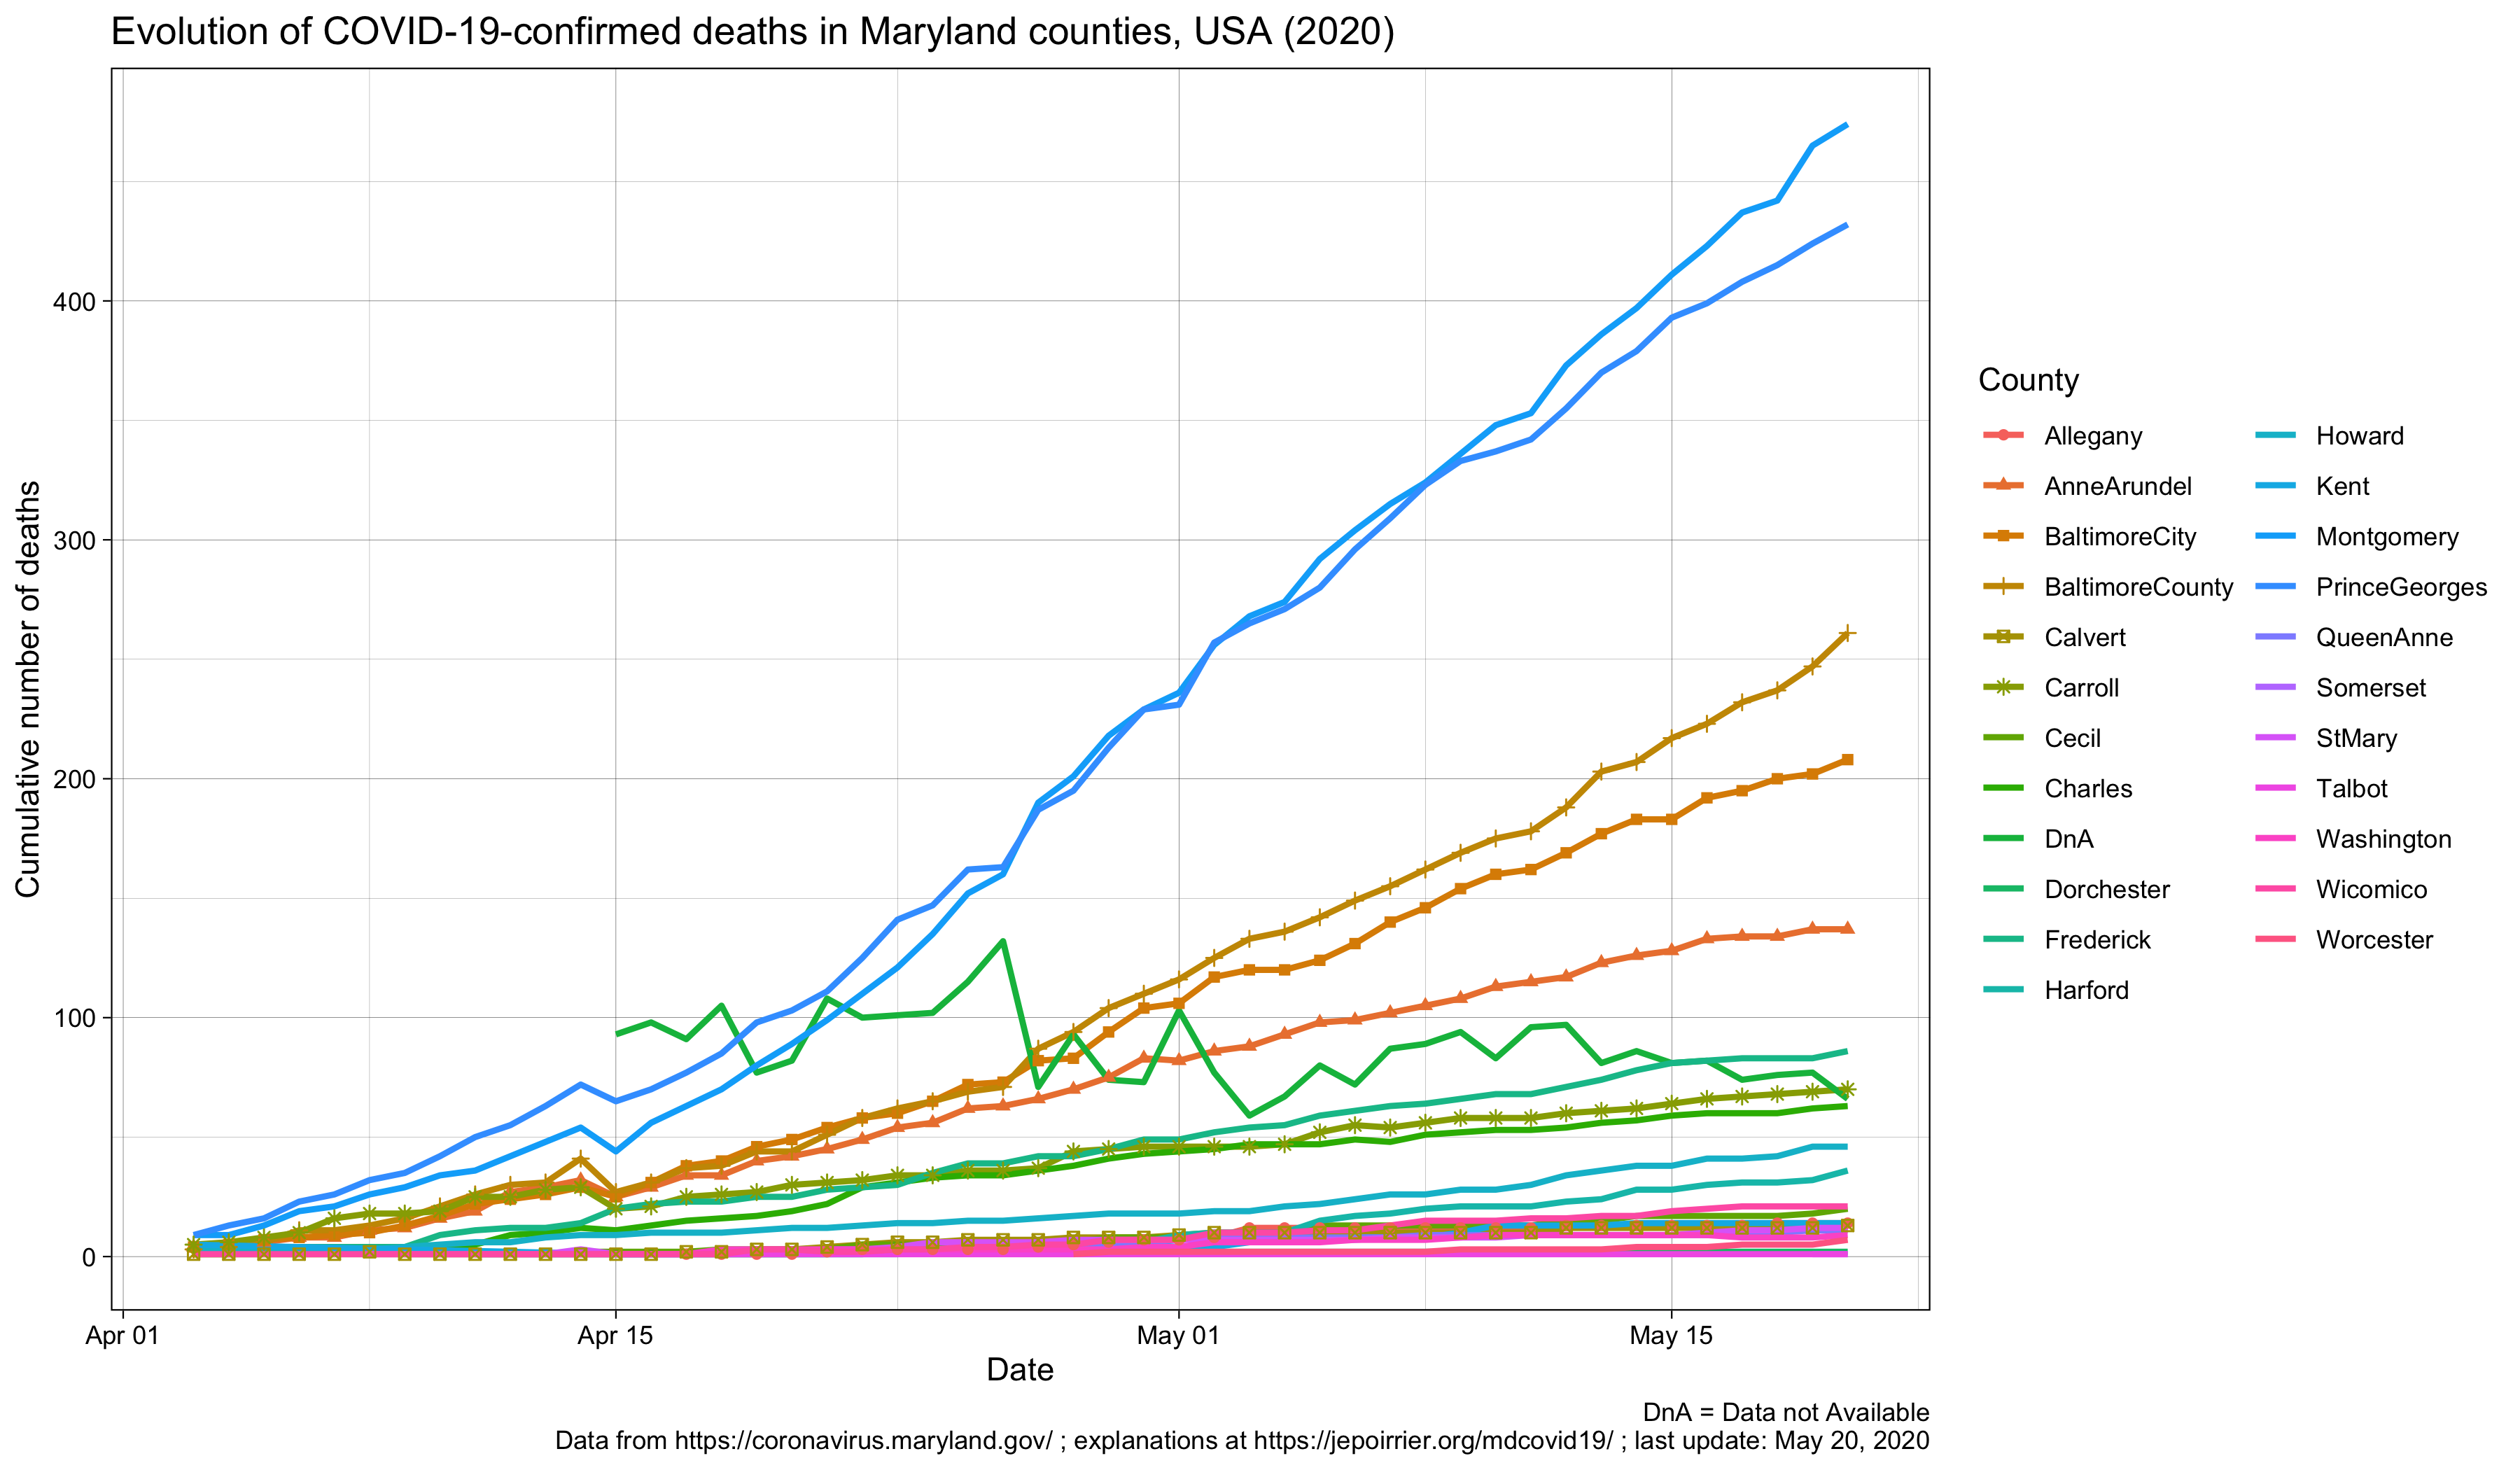 Evolution of COVID-19-confirmed deaths in Maryland counties, USA (2020)
Cumulative number of deaths
400
300
200
100
0
Apr 01
Apr 15
May 01
May 15
Date
County
Allegany
AnneArundel
BaltimoreCity
BaltimoreCounty
Calvert
Carroll
Cecil
Charles
DnA
Dorchester
Frederick
Harford
Howard
Kent
Montgomery
PrinceGeorges
QueenAnne
Somerset
StMary
Talbot
Washington
Wicomico
Worcester
DnA = Data not Available
Data from https://coronavirus.maryland.gov/ ; explanations at https://jepoirrier.org/mdcovid19/ ; last update: May 20, 2020